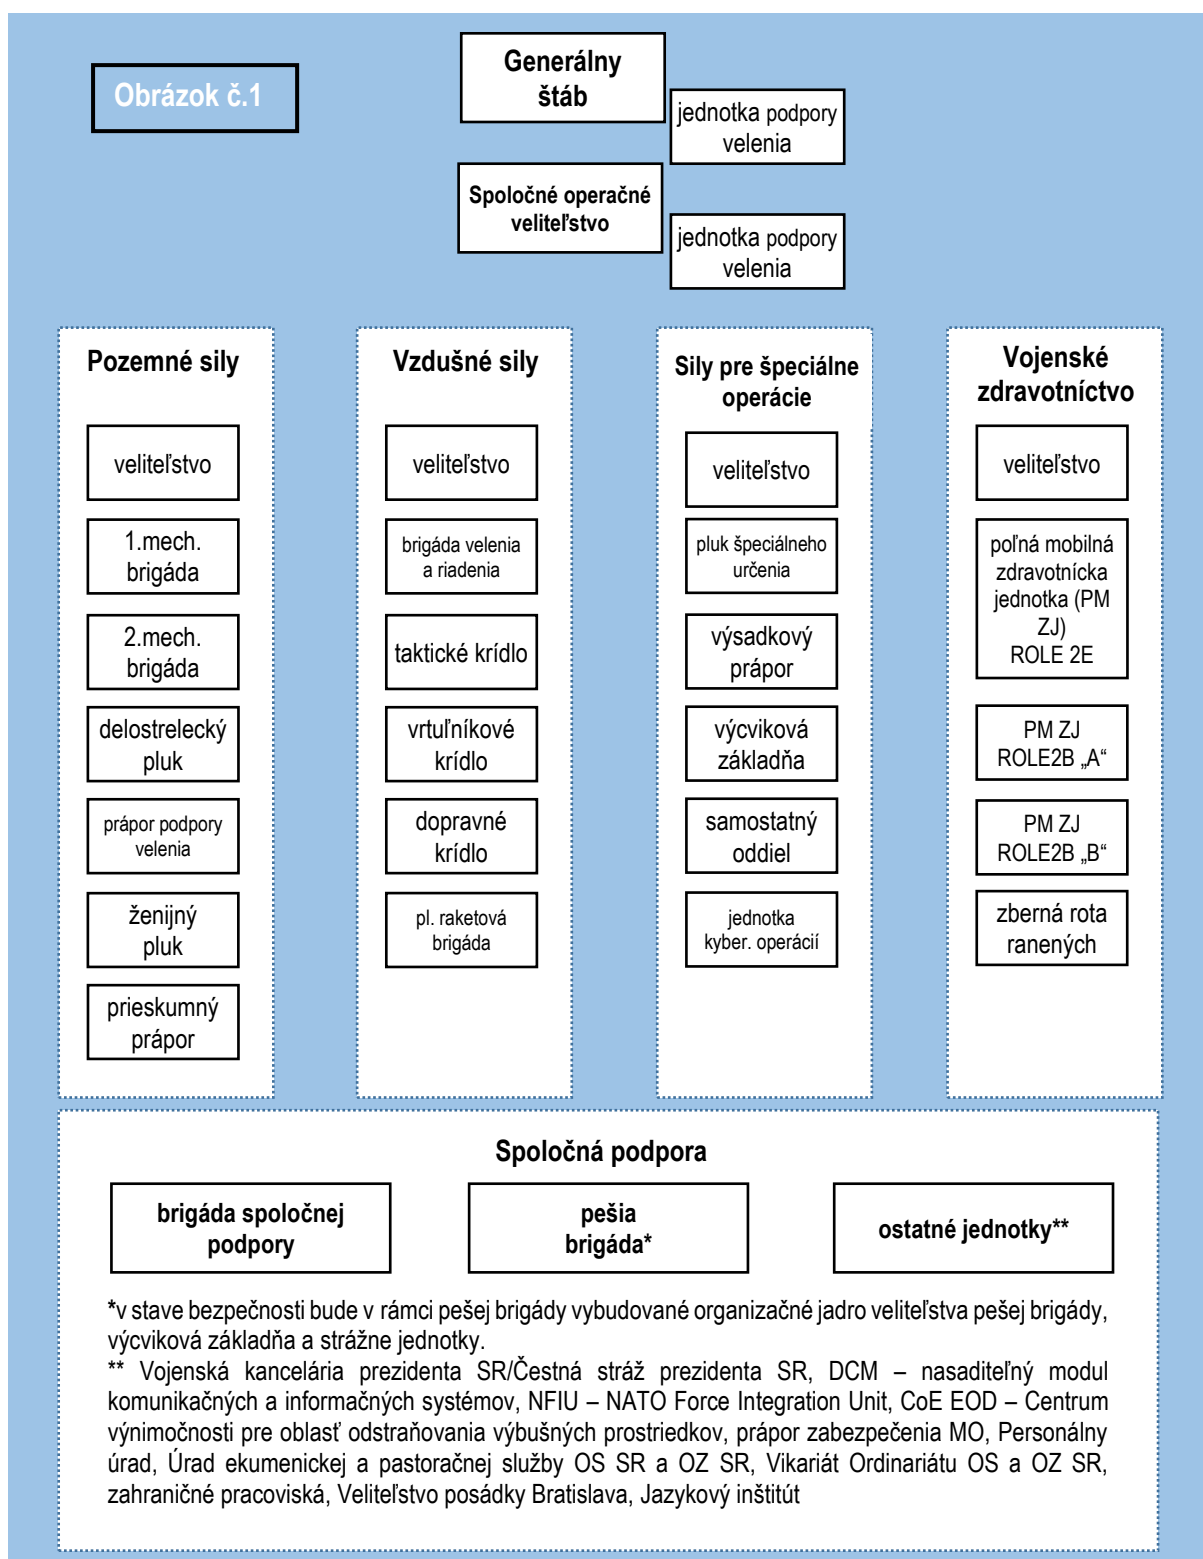 Obrázok č.1
Generálny
štáb
jednotka podpory
velenia
Spoločné operačné
veliteľstvo
jednotka podpory
velenia
Pozemné sily
veliteľstvo
1.mech.
brigáda
2.mech.
brigáda
delostrelecký
pluk
prápor podpory
velenia
ženijný
pluk
prieskumný
prápor
Vzdušné sily
veliteľstvo
brigáda velenia
a riadenia
taktické krídlo
vrtuľníkové
krídlo
dopravné
krídlo
pl. raketová
brigáda
Sily pre špeciálne
operácie
veliteľstvo
pluk špeciálneho
určenia
výsadkový
prápor
výcviková
základňa
samostatný
oddiel
jednotka
kyber. operácií
Vojenské
zdravotníctvo
veliteľstvo
poľná mobilná
zdravotnícka
jednotka (PM
ZJ)
ROLE 2E
PM ZJ
ROLE2B „A“
PM ZJ
ROLE2B „B“
zberná rota
ranených
Spoločná podpora
brigáda spoločnej
podpory
pešia
brigáda*
ostatné jednotky**
*v stave bezpečnosti bude v rámci pešej brigády vybudované organizačné jadro veliteľstva pešej brigády,
výcviková základňa a strážne jednotky.
** Vojenská kancelária prezidenta SR/Čestná stráž prezidenta SR, DCM – nasaditeľný modul
komunikačných a informačných systémov, NFIU – NATO Force Integration Unit, CoE EOD – Centrum
výnimočnosti pre oblasť odstraňovania výbušných prostriedkov, prápor zabezpečenia MO, Personálny
úrad, Úrad ekumenickej a pastoračnej služby OS SR a OZ SR, Vikariát Ordinariátu OS a OZ SR,
zahraničné pracoviská, Veliteľstvo posádky Bratislava, Jazykový inštitút